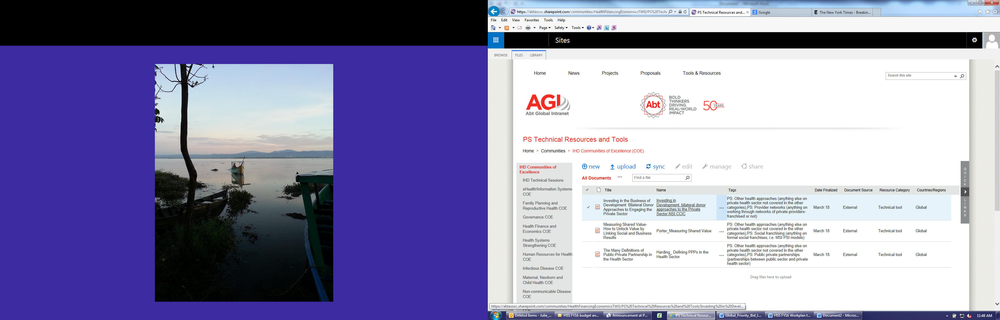 https://abtassoc.sharepoint.com/communities/HealthFinancingEconomicsTWG/PS%20Techi
PS Technical Resources and...
Google
The New York Times - Breakin...
File Edit View Favorites Tools Help
Page Safety Tools
Sites
BROWSE FILES LIBRARY
Home News Projects Proposals Tools & Resources
Search this site
AGI
Abt Global Intranet
Abt
BOLD
THINKERS
DRIVING
REAL-WORLD
IMPACT
50 YEARS
PS Technical Resources and Tools
Home > Communities > IHD Communities of Excellence (COE)
IHD Communities of
Excellence
IHD Technical Sessions
eHealth/Information Systems
COE
Family Planning and
Reproductive Health COE
Governance COE
Health Finance and
Economics COE
Health Systems
Strengthening COE
Human Resources for Health
COE
Infectious Disease COE
Maternal, Newborn and
Child Health COE
Non-communicable Disease
COE
new upload sync edit manage share
All Documents ... Find a file
Title Name Tags Date Finalized Document Source Resource Category Countries/Regions
Investing in the Business of
Development: Bilateral Donor
Approaches to Engaging the
Private Sector
Investing in
Development_bilateral donor
approaches to the Private
Sector.NSI.CCIC
...
PS: Other health approaches (anything else on
private health sector not covered in the other
categories),PS: Provider networks (anything on
working through networks of private providers-
franchised or not)
March 18 External Technical tool Global
Measuring Shared Value-
How to Unlock Value by
LInking Social and Business
Results
Porter_Measuring Shared Value
...
PS: Other health approaches (anything else on
private health sector not covered in the other
categories),PS: Social franchising (anything on
formal social franchises, i.e. MSI PSI models)
March 18 External Technical tool Global
The Many Definitions of
Public-Private Partnership in
the Health Sector
Harding_ Defining PPPs in the
Health Sector
...
PS: Other health approaches (anything else on
private health sector not covered in the other
categories),PS: Public private partnerships
(partnerships between public sector and private
health sector)
March 18 External Technical tool Global
Drag files here to upload
QUICK
LINKS
https://abtassoc.sharepoint.com/communities/HealthFinancingEconomicsTWG/PS%20Technical%20Resources%20and%20Tools/Investing%20in%20Devel...
Deleted Items - Julie_...
HSS FY16 budget an...
Announcement at P...
PS Technical Resour...
Global_Priority_Bid_L...
HSS FY16 Workplan t...
Document2 - Micros...
11:48 AM